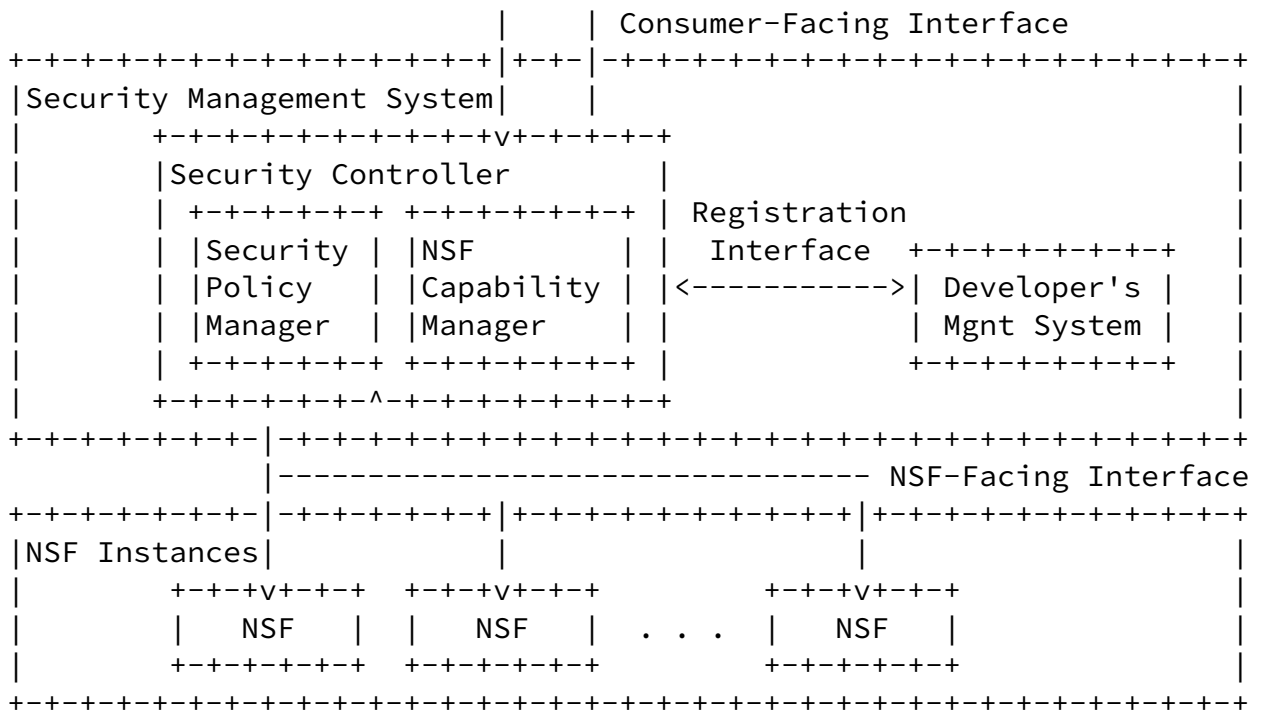 Consumer-Facing Interface
Security Management System
Security Controller
Registration
Security NSF Interface
Policy Capability Developer's
Manager Manager Mgnt System
NSF-Facing Interface
NSF Instances
NSF NSF . . . NSF